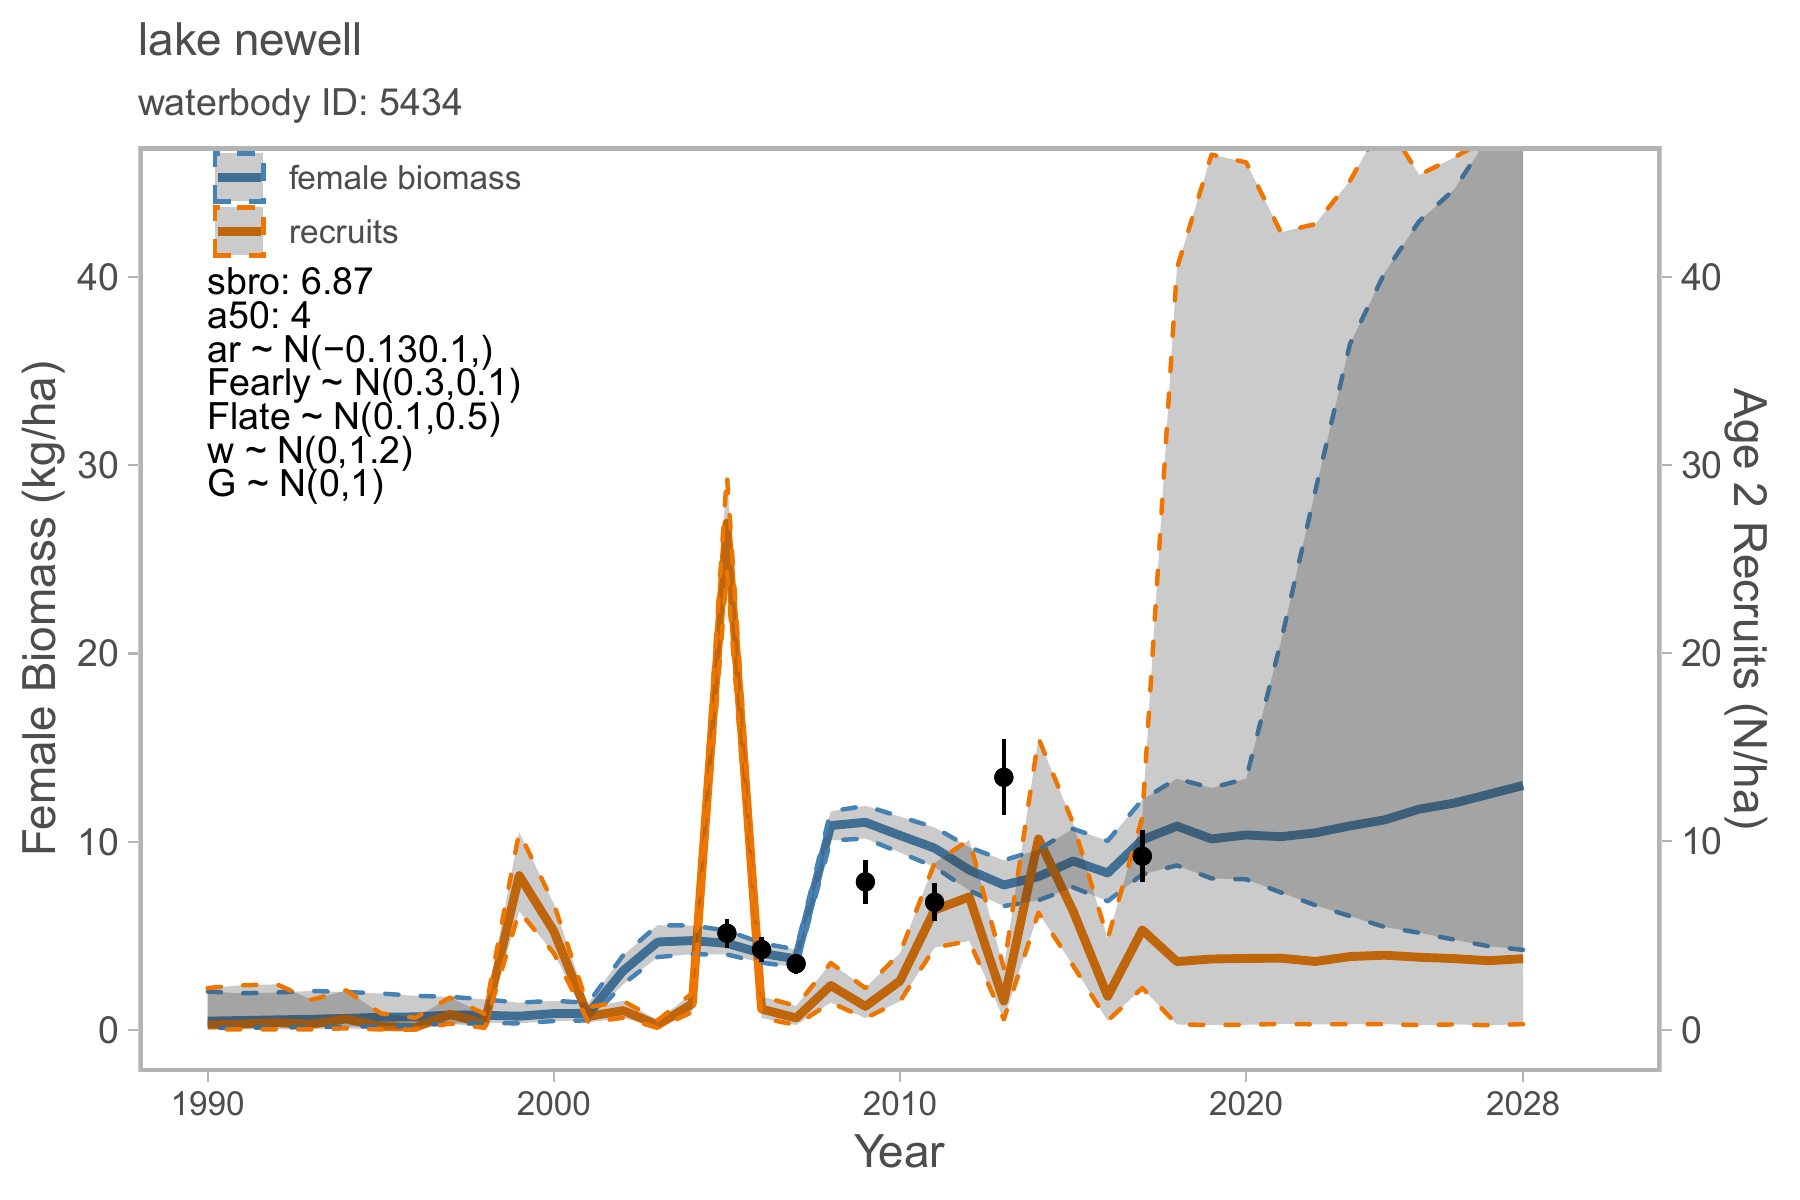 lake newell
waterbody ID: 5434
female biomass
recruits
sbro: 6.87
a50: 4
ar ~ N(−0.130.1,)
Fearly ~ N(0.3,0.1)
Flate ~ N(0.1,0.5)
w ~ N(0,1.2)
G ~ N(0,1)
Female Biomass (kg/ha)
40
30
20
10
0
40
30
20
10
0
Age 2 Recruits (N/ha)
1990 2000 2010 2020 2028
Year